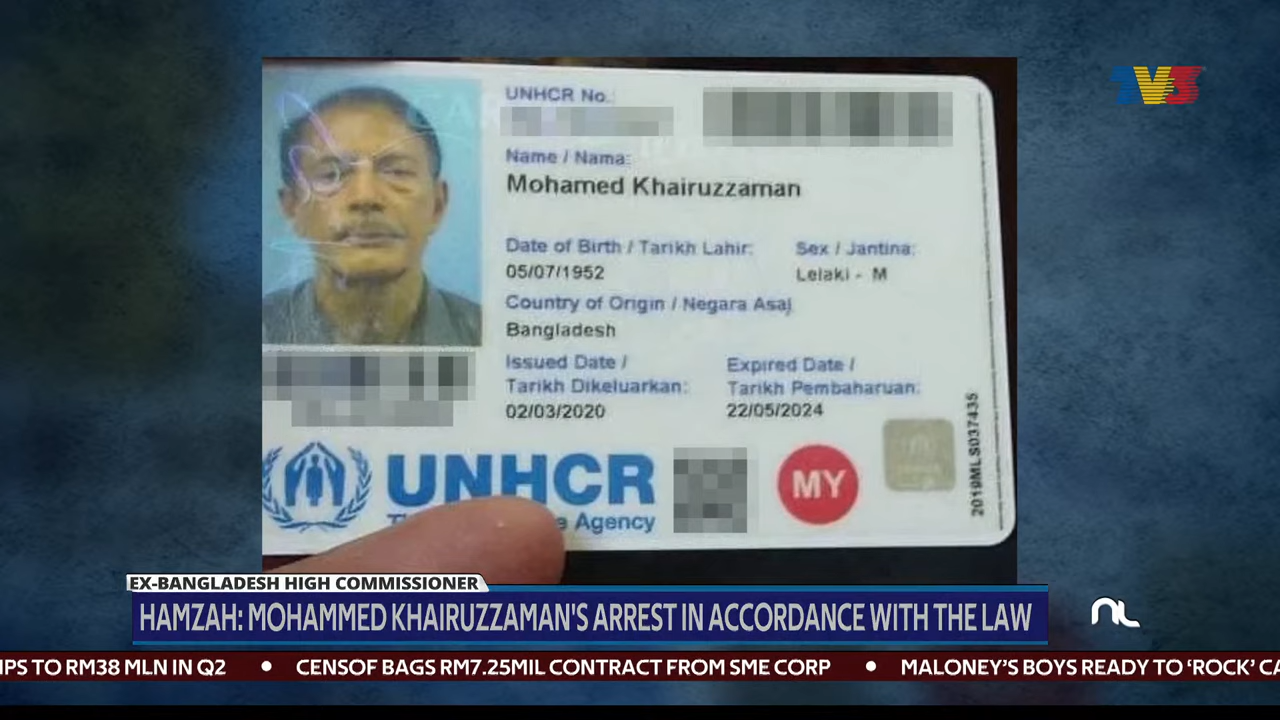 TV3
UNHCR No.:
Name / Nama:
Mohamed Khairuzzaman
Date of Birth / Tarikh Lahir:
Sex / Jantina:
05/07/1952
Lelaki - M
Country of Origin / Negara Asal
Bangladesh
Issued Date /
Tarikh Dikeluarkan:
Expired Date /
Tarikh Pembaharuan:
02/03/2020
22/05/2024
2019MLS037435
UNHCR
MY
Agency
EX-BANGLADESH HIGH COMMISSIONER
HAMZAH: MOHAMMED KHAIRUZZAMAN'S ARREST IN ACCORDANCE WITH THE LAW
IPS TO RM38 MLN IN Q2 • CENSOF BAGS RM7.25MIL CONTRACT FROM SME CORP • MALONEY'S BOYS READY TO 'ROCK' CA